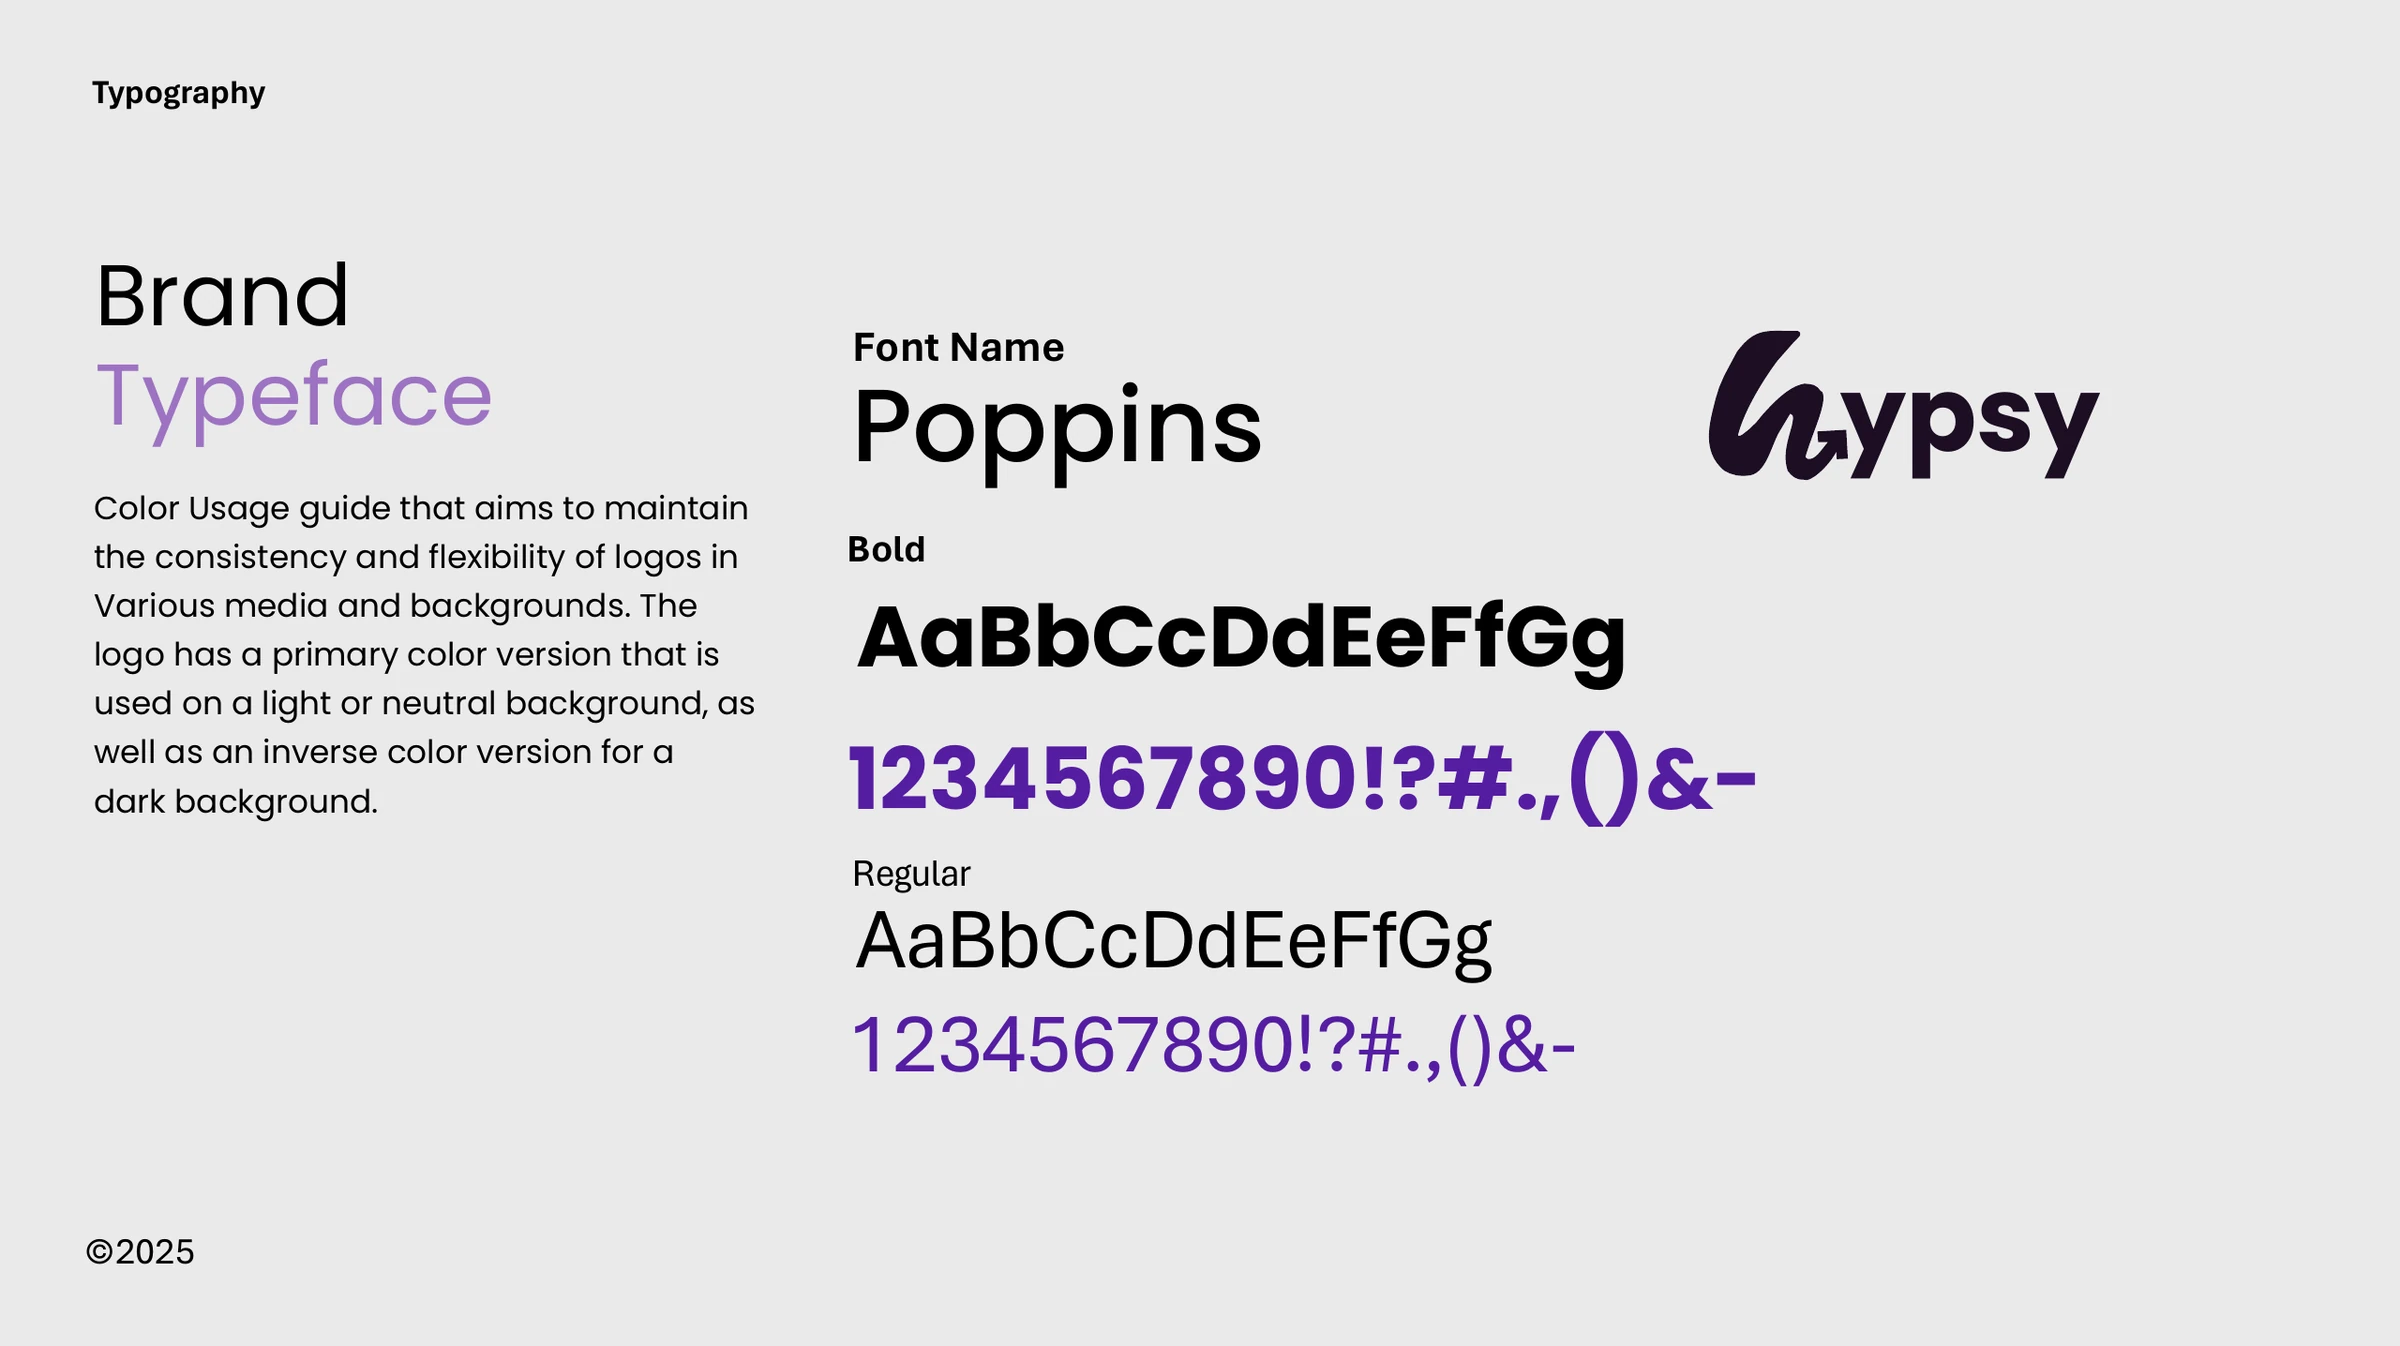 Typography
Brand
Typeface
Color Usage guide that aims to maintain
the consistency and flexibility of logos in
Various media and backgrounds. The
logo has a primary color version that is
used on a light or neutral background, as
well as an inverse color version for a
dark background.
Font Name
Poppins
hypsy
Bold
AaBbCcDdEeFfGg
1234567890!?#.,()&-
Regular
AaBbCcDdEeFfGg
1234567890!?#.,()&-
©2025